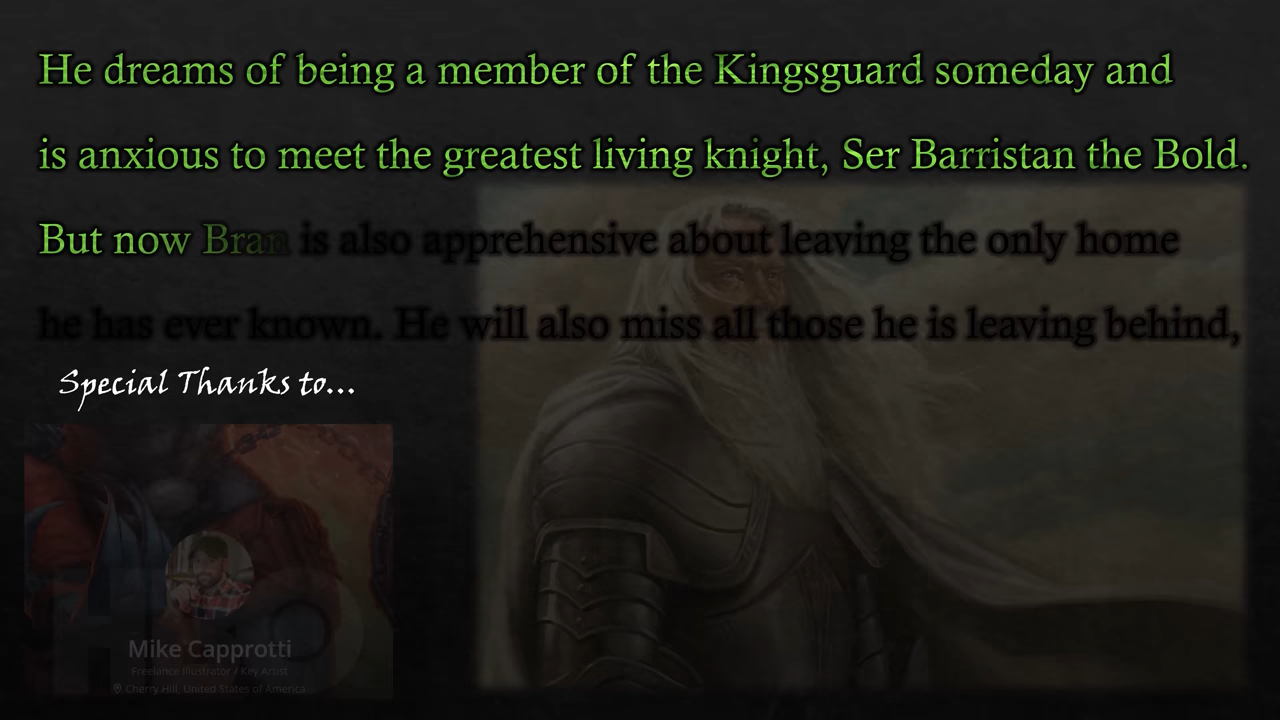 He dreams of being a member of the Kingsguard someday and
is anxious to meet the greatest living knight, Ser Barristan the Bold.
But now Bran is also apprehensive about leaving the only home
he has ever known. He will also miss all those he is leaving behind,
Special Thanks to...
Mike Capprotti
Freelance Illustrator / Key Artist
Cherry Hill, United States of America